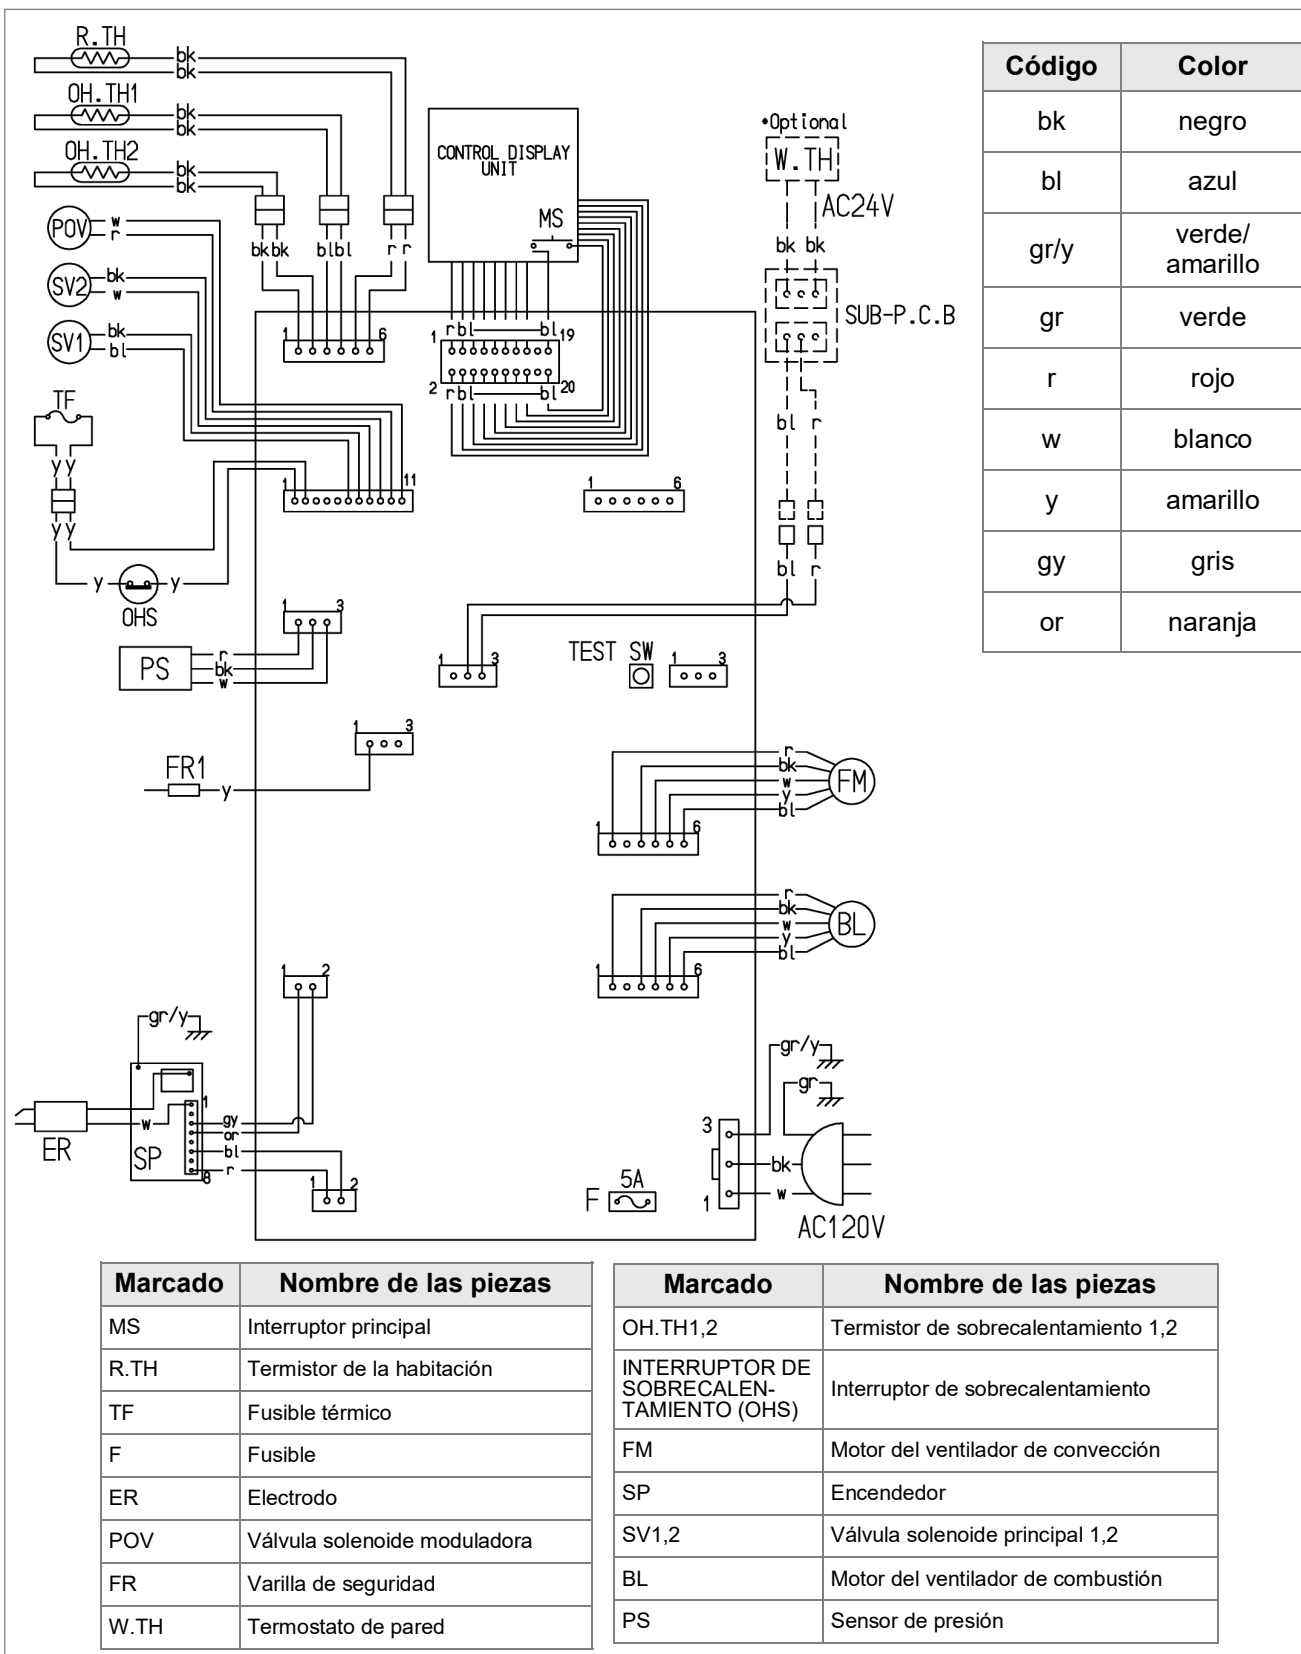 R.TH
bk
bk
OH.TH1
bk
bk
OH.TH2
bk
bk
POV
w
r
SV2
bk
w
SV1
bk
bl
bkbk
blbl
r r
CONTROL DISPLAY
UNIT
MS
•Optional
W.TH
AC24V
bk bk
SUB-P.C.B
bl r
bl r
1 6
1 r bl bl 19
2 r bl bl 20
TF
y y
y y
1 11
1 6
y y
OHS
1 3
PS
r
bk
w
1 3
TEST SW
1 3
1 3
FR1
y
r
bk
w
y
bl
FM
1 6
r
bk
w
y
bl
BL
1 6
1 2
gr/y
ER
w
SP
1
8
gy
or
bl
r
1 2
F
5A
gr/y
gr
3
bk
1
w
AC120V
Código Color
bk negro
bl azul
gr/y verde/
amarillo
gr verde
r rojo
w blanco
y amarillo
gy gris
or naranja
Marcado Nombre de las piezas
MS Interruptor principal
R.TH Termistor de la habitación
TF Fusible térmico
F Fusible
ER Electrodo
POV Válvula solenoide moduladora
FR Varilla de seguridad
W.TH Termostato de pared
Marcado Nombre de las piezas
OH.TH1,2 Termistor de sobrecalentamiento 1,2
INTERRUPTOR DE
SOBRECALEN-
TAMIENTO (OHS) Interruptor de sobrecalentamiento
FM Motor del ventilador de convección
SP Encendedor
SV1,2 Válvula solenoide principal 1,2
BL Motor del ventilador de combustión
PS Sensor de presión